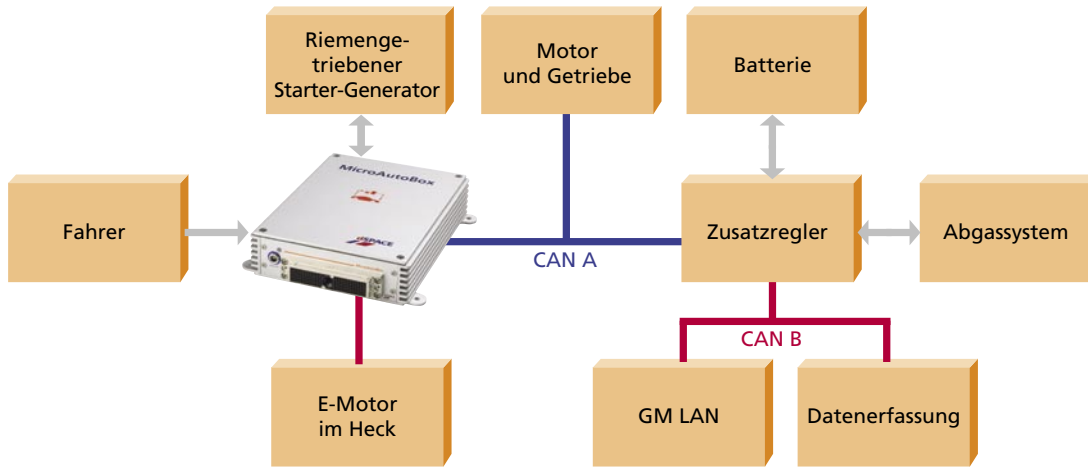 Riemenge-
triebener
Starter-Generator
Motor
und Getriebe
Batterie
MicroAutoBox
dSPACE
Fahrer
CAN A
Zusatzregler
Abgassystem
CAN B
E-Motor
im Heck
GM LAN
Datenerfassung